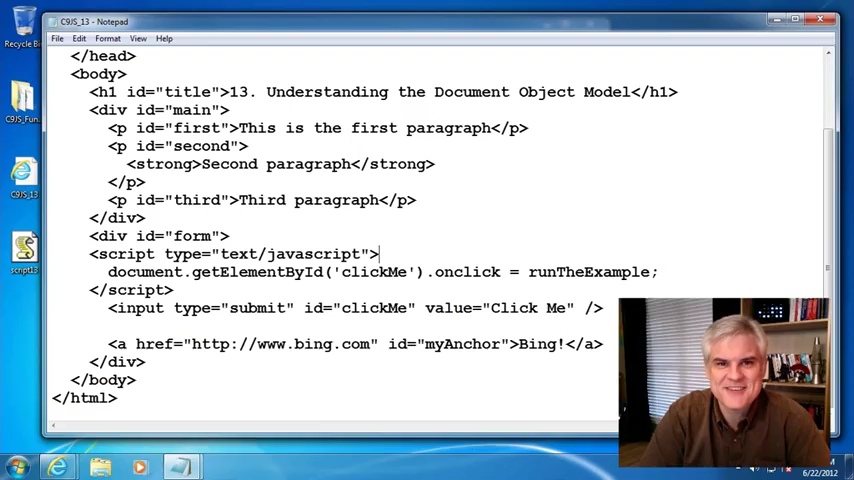 C9JS_13 - Notepad
Recycle Bi
File Edit Format View Help
</head>
<body>
<h1 id="title">13. Understanding the Document Object Model</h1>
<div id="main">
<p id="first">This is the first paragraph</p>
<p id="second">
<strong>Second paragraph</strong>
</p>
<p id="third">Third paragraph</p>
</div>
<div id="form">
<script type="text/javascript">
document.getElementById('clickMe').onclick = runTheExample;
</script>
<input type="submit" id="clickMe" value="Click Me" />
<a href="http://www.bing.com" id="myAnchor">Bing!</a>
</div>
</body>
</html>
C9JS_Fun
C9JS_13
script13
6/22/2012